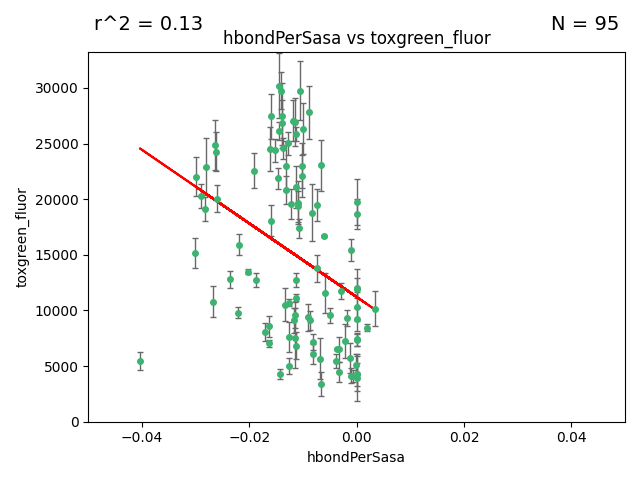 r^2 = 0.13
N = 95
hbondPerSasa vs toxgreen_fluor
30000
25000
20000
15000
10000
5000
0
toxgreen_fluor
−0.04
−0.02
0.00
0.02
0.04
hbondPerSasa